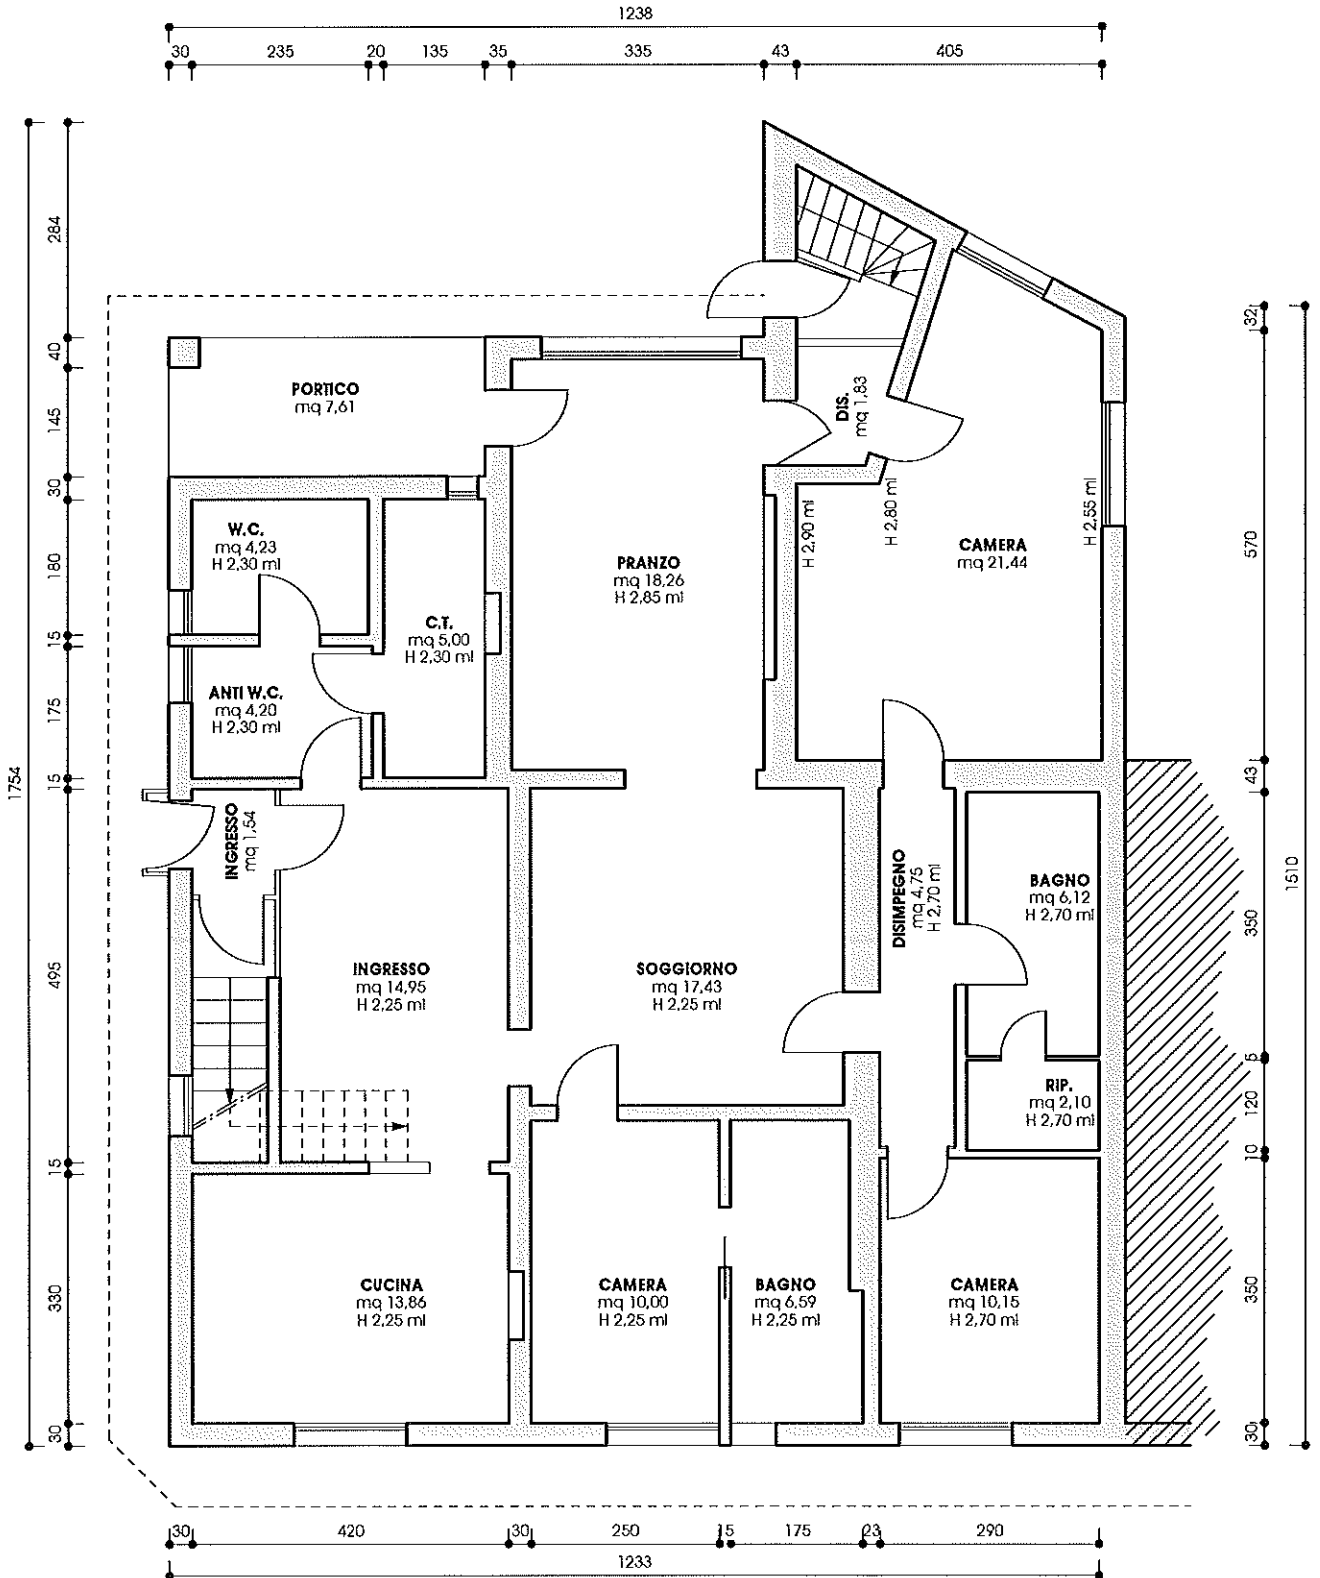 1238
30 235 20 135 35 335 43 405
284
40
145
30
180
15
175
15
495
15
330
30
1754
32
570
43
350
5
120
10
350
30
1510
PORTICO
mq 7,61
DIS.
mq 1,83
W.C.
mq 4,23
H 2,30 ml
C.T.
mq 5,00
H 2,30 ml
ANTI W.C.
mq 4,20
H 2,30 ml
PRANZO
mq 18,26
H 2,85 ml
H 2,90 ml
H 2,80 ml
H 2,55 ml
CAMERA
mq 21,44
INGRESSO
mq 1,54
INGRESSO
mq 14,95
H 2,25 ml
SOGGIORNO
mq 17,43
H 2,25 ml
DISIMPEGNO
mq 4,75
H 2,70 ml
BAGNO
mq 6,12
H 2,70 ml
RIP.
mq 2,10
H 2,70 ml
CUCINA
mq 13,86
H 2,25 ml
CAMERA
mq 10,00
H 2,25 ml
BAGNO
mq 6,59
H 2,25 ml
CAMERA
mq 10,15
H 2,70 ml
30 420 30 250 15 175 23 290
1233